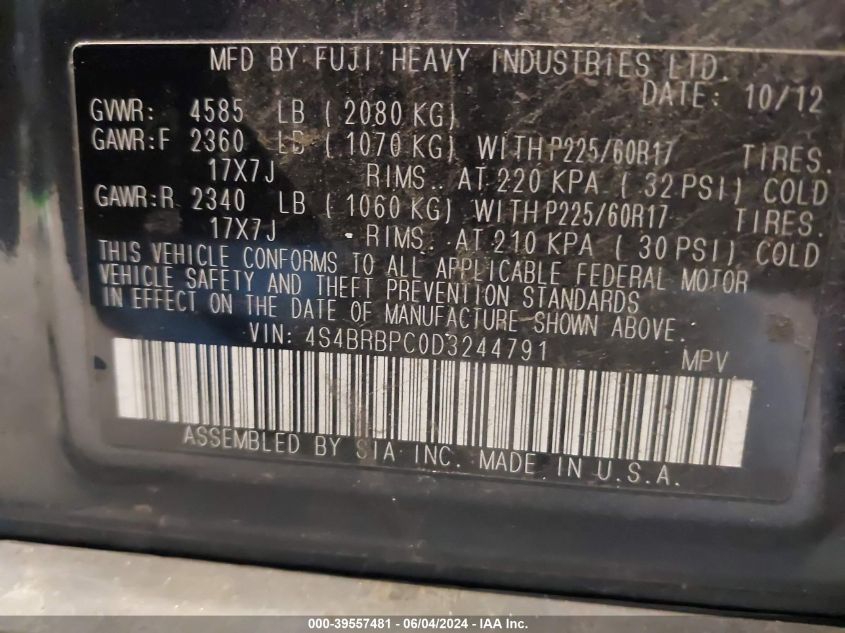 MFD BY FUJI HEAVY INDUSTRIES LTD.
DATE: 10/12
GVWR: 4585 LB ( 2080 KG)
GAWR:F 2360 LB ( 1070 KG) WITH P225/60R17 TIRES.
17X7J RIMS. AT 220 KPA ( 32 PSI) COLD
GAWR:R 2340 LB ( 1060 KG) WITH P225/60R17 TIRES.
17X7J RIMS. AT 210 KPA ( 30 PSI) COLD
THIS VEHICLE CONFORMS TO ALL APPLICABLE FEDERAL MOTOR
VEHICLE SAFETY AND THEFT PREVENTION STANDARDS
IN EFFECT ON THE DATE OF MANUFACTURE SHOWN ABOVE.
VIN: 4S4BRBPC0D3244791 MPV
ASSEMBLED BY SIA INC. MADE IN U.S.A.
000-39557481 - 06/04/2024 - IAA Inc.